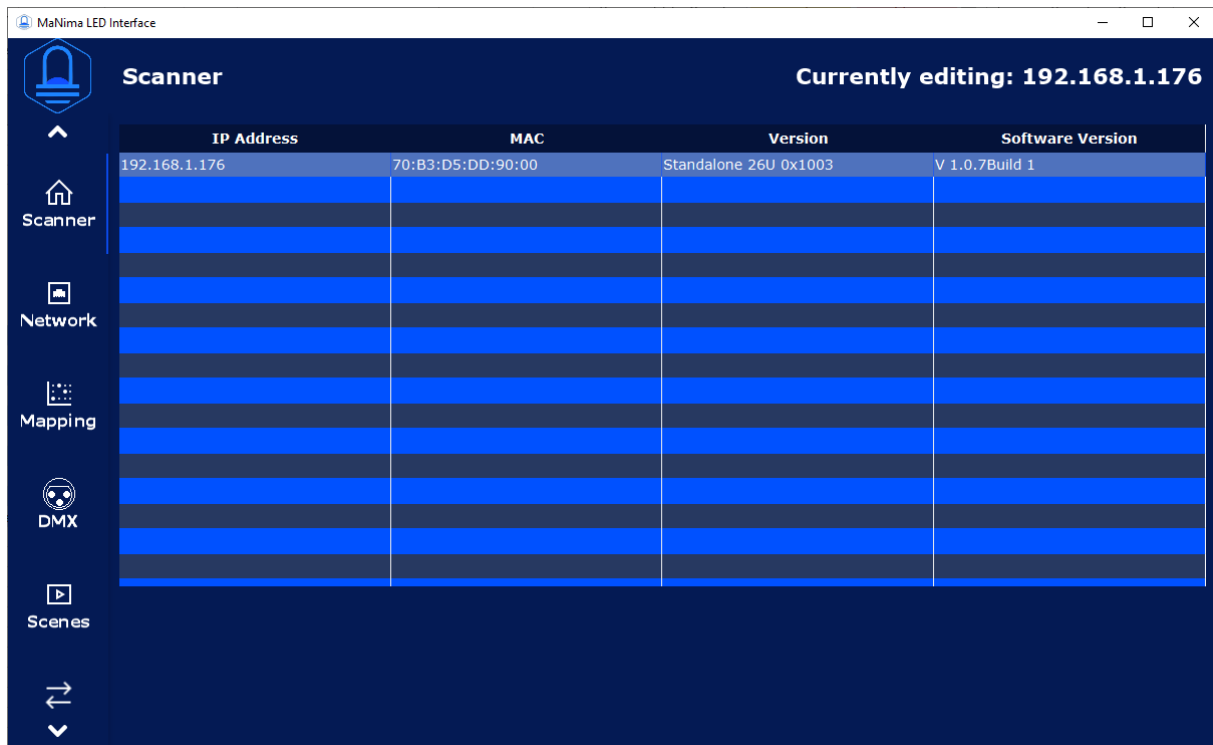 MaNima LED Interface
Scanner
Currently editing: 192.168.1.176
IP Address MAC Version Software Version
192.168.1.176 70:B3:D5:DD:90:00 Standalone 26U 0x1003 V 1.0.7Build 1
Scanner
Network
Mapping
DMX
Scenes